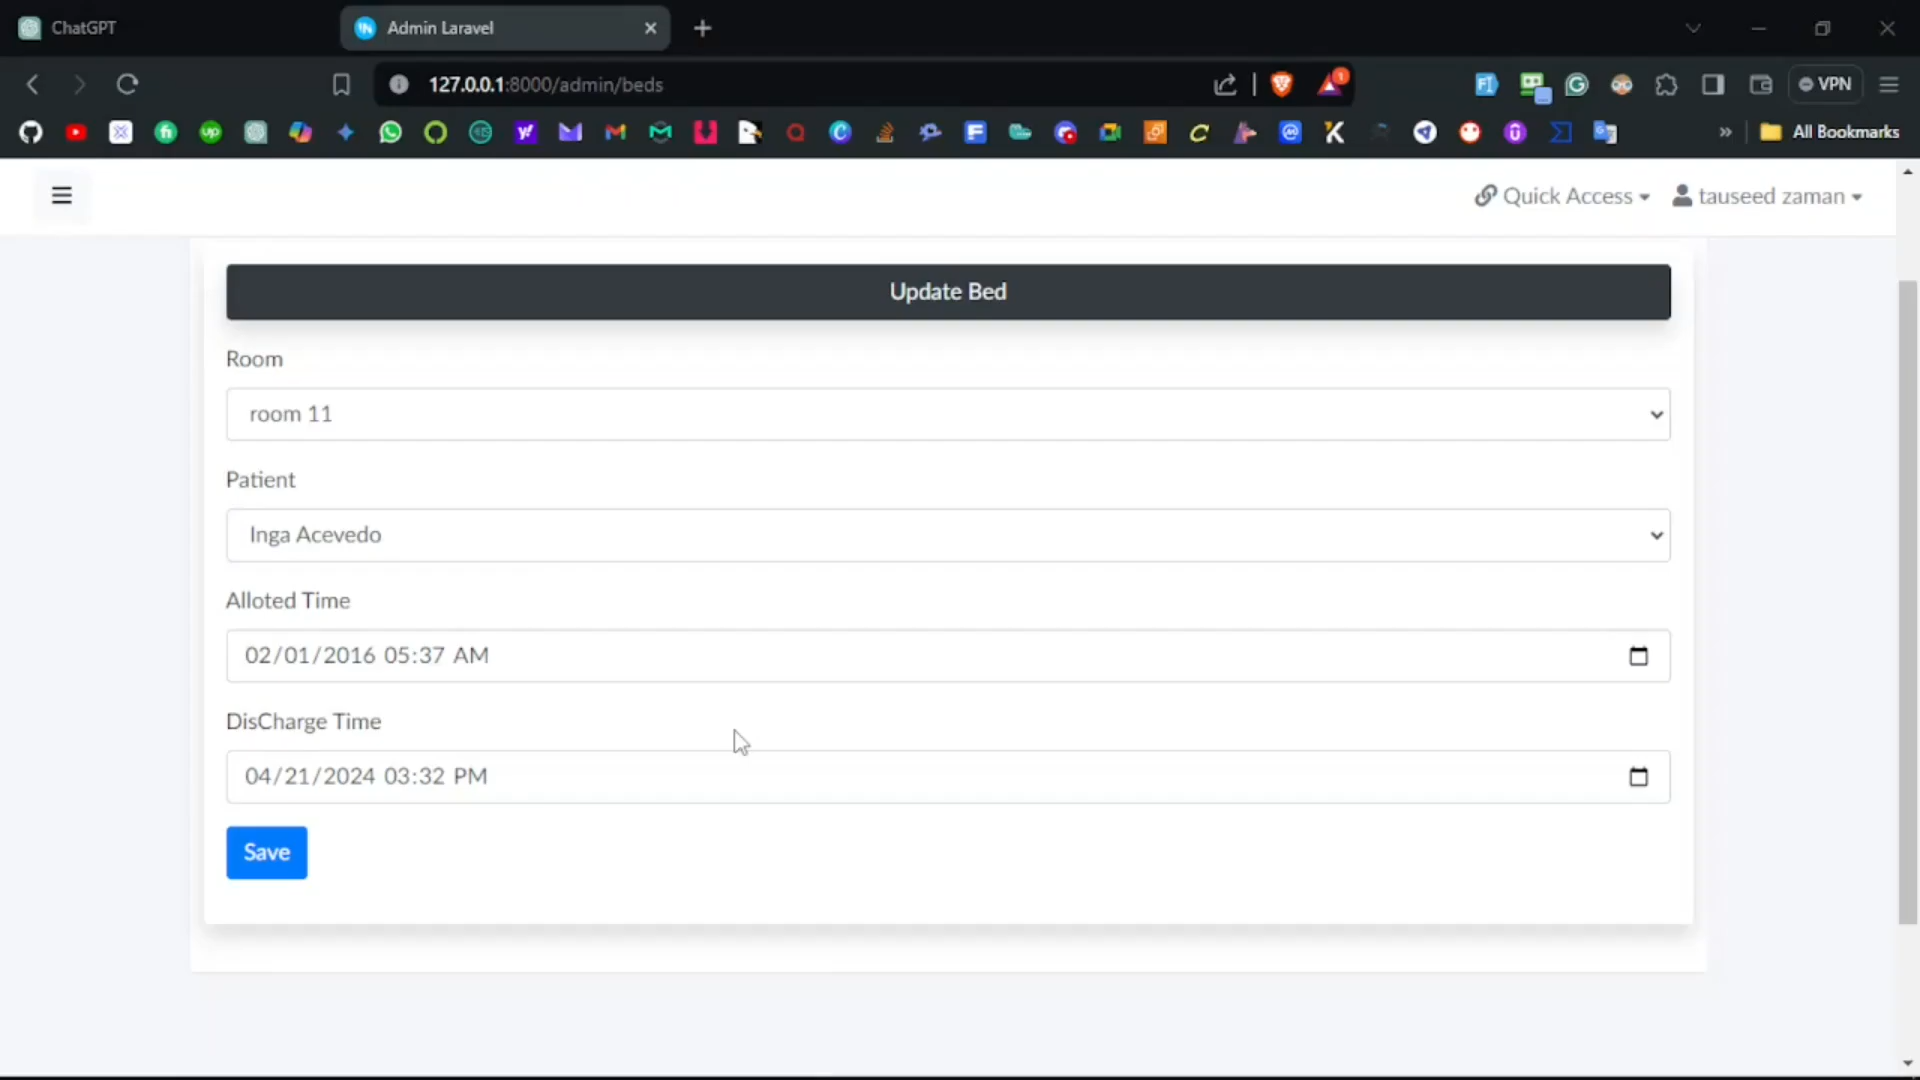 ChatGPT
Admin Laravel
127.0.0.1:8000/admin/beds
1
VPN
All Bookmarks
Quick Access
tauseed zaman
Update Bed
Room
room 11
Patient
Inga Acevedo
Alloted Time
02/01/2016 05:37 AM
DisCharge Time
04/21/2024 03:32 PM
Save